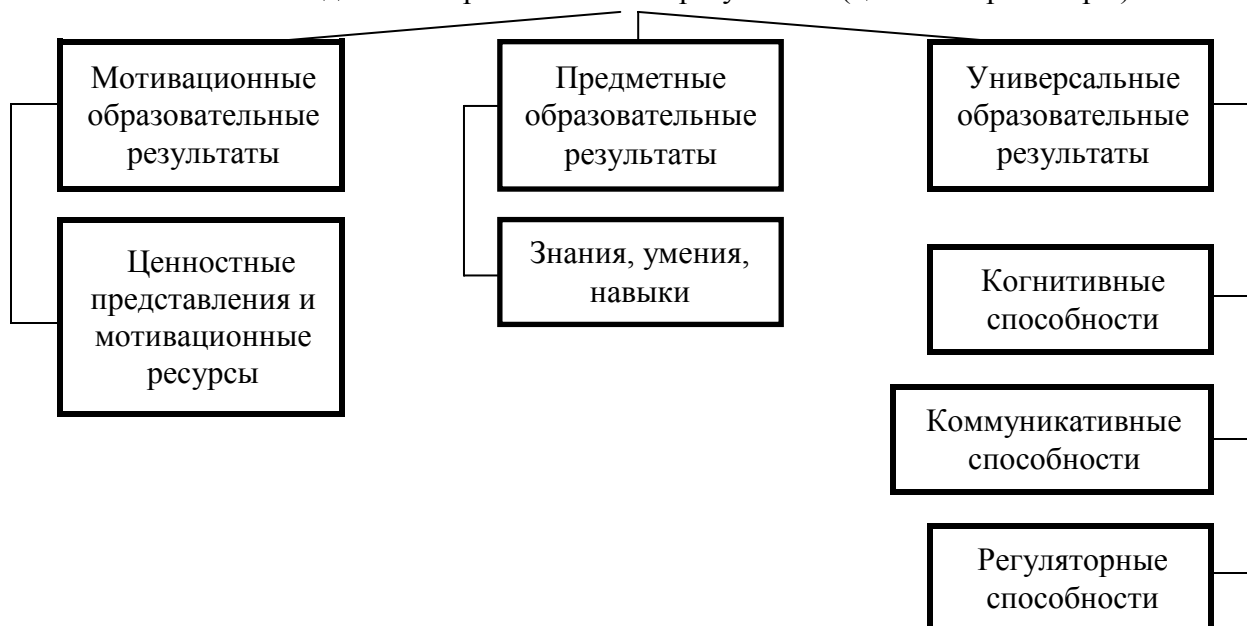 Мотивационные
образовательные
результаты
Предметные
образовательные
результаты
Универсальные
образовательные
результаты
Ценностные
представления и
мотивационные
ресурсы
Знания, умения,
навыки
Когнитивные
способности
Коммуникативные
способности
Регуляторные
способности